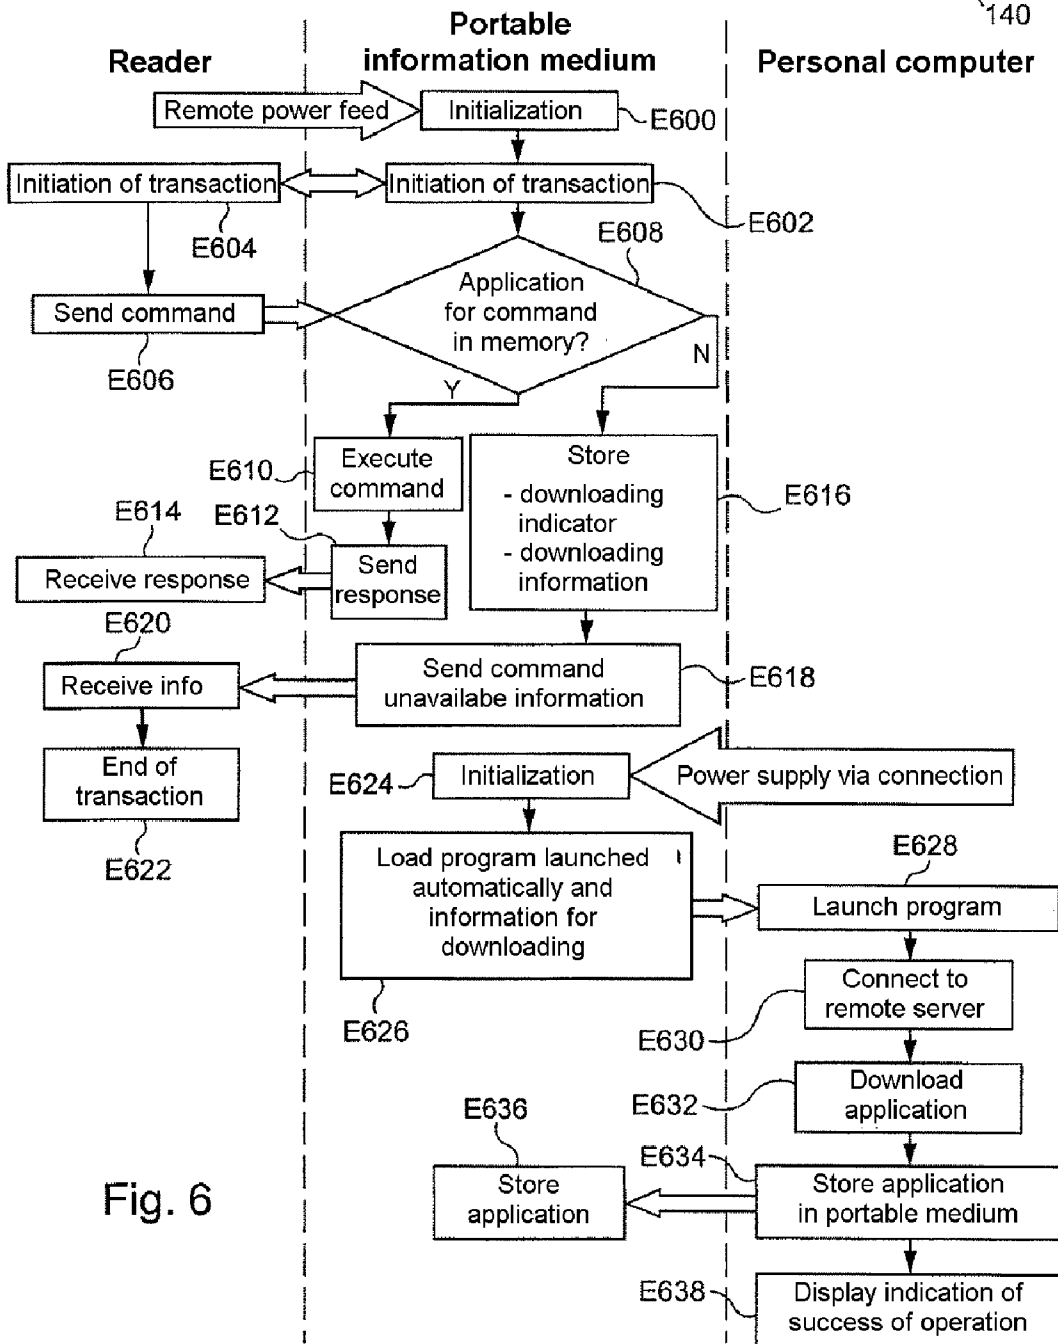 140
Reader
Portable
information medium
Personal computer
Remote power feed
Initialization
E600
Initiation of transaction
Initiation of transaction
E604
E602
E608
Application
for command
in memory?
Send command
E606
N
Y
E610
Execute
command
Store
- downloading
indicator
- downloading
information
E616
E614
E612
Receive response
Send
response
E620
Receive info
Send command
unavailabe information
E618
End of
transaction
E622
E624
Initialization
Power supply via connection
Load program launched
automatically and
information for
downloading
E626
E628
Launch program
Connect to
remote server
E630
Download
application
E632
E636
Store
application
E634
Store application
in portable medium
Fig. 6
E638
Display indication of
success of operation